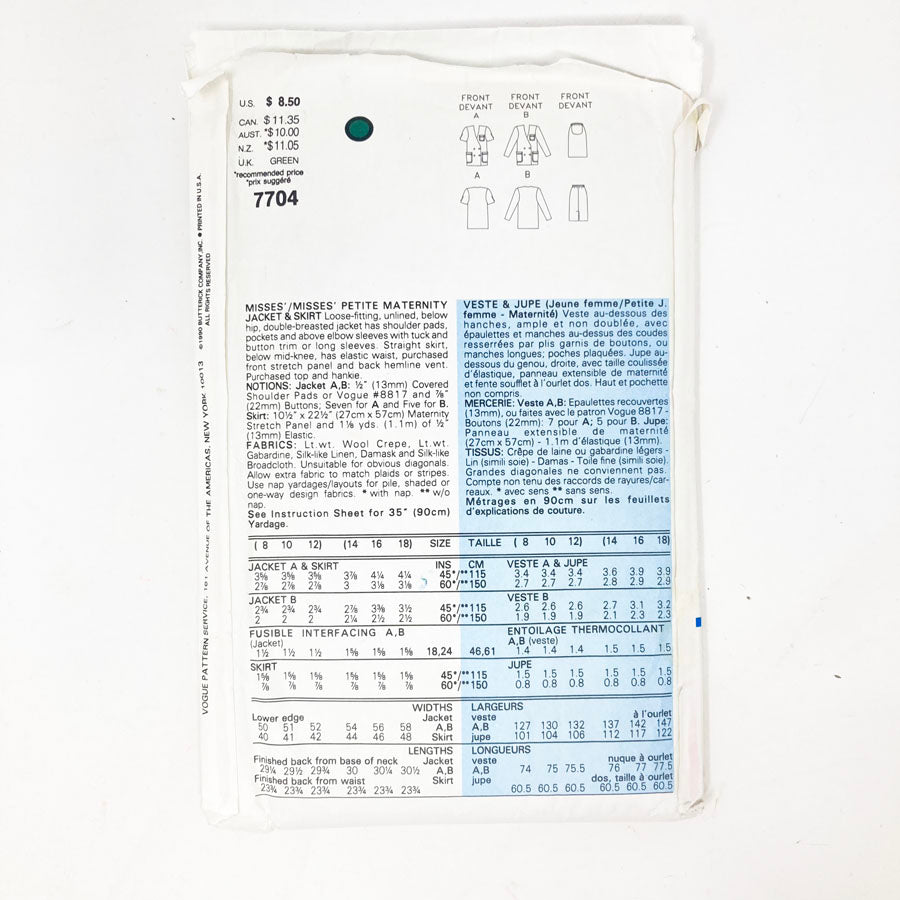 U.S. $ 8.50
CAN. $ 11.35
AUST. *$10.00
N.Z. *$11.05
U.K. GREEN
*recommended price
*prix suggéré
7704
FRONT FRONT FRONT
DEVANT DEVANT DEVANT
A B
A B
©1990 BUTTERICK COMPANY, INC. ● PRINTED IN U.S.A.
ALL RIGHTS RESERVED
VOGUE PATTERN SERVICE, 161 AVENUE OF THE AMERICAS, NEW YORK 10013
MISSES'/MISSES' PETITE MATERNITY
JACKET & SKIRT Loose-fitting, unlined, below
hip, double-breasted jacket has shoulder pads,
pockets and above elbow sleeves with tuck and
button trim or long sleeves. Straight skirt,
below mid-knee, has elastic waist, purchased
front stretch panel and back hemline vent.
Purchased top and hankie.
NOTIONS: Jacket A,B: ½" (13mm) Covered
Shoulder Pads or Vogue #8817 and ⅞"
(22mm) Buttons; Seven for A and Five for B.
Skirt: 10½" x 22½" (27cm x 57cm) Maternity
Stretch Panel and 1⅛ yds. (1.1m) of ½"
(13mm) Elastic.
FABRICS: Lt.wt. Wool Crepe, Lt.wt.
Gabardine, Silk-like Linen, Damask and Silk-like
Broadcloth. Unsuitable for obvious diagonals.
Allow extra fabric to match plaids or stripes.
Use nap yardages/layouts for pile, shaded or
one-way design fabrics. * with nap. ** w/o
nap.
See Instruction Sheet for 35" (90cm)
Yardage.
VESTE & JUPE (Jeune femme/Petite J.
femme - Maternité) Veste au-dessous des
hanches, ample et non doublée, avec
épaulettes et manches au-dessus des coudes
resserrées par plis garnis de boutons, ou
manches longues; poches plaquées. Jupe au-
dessous du genou, droite, avec taille coulissée
d'élastique, panneau extensible de maternité
et fente soufflet à l'ourlet dos. Haut et pochette
non compris.
MERCERIE: Veste A,B: Epaulettes recouvertes
(13mm), ou faites avec le patron Vogue 8817 -
Boutons (22mm): 7 pour A; 5 pour B. Jupe:
Panneau extensible de maternité
(27cm x 57cm) - 1.1m d'élastique (13mm).
TISSUS: Crêpe de laine ou gabardine légers -
Lin (simili soie) - Damas - Toile fine (simili soie).
Grandes diagonales ne conviennent pas.
Compte non tenu des raccords de rayures/car-
reaux. * avec sens ** sans sens.
Métrages en 90cm sur les feuillets
d'explications de couture.
( 8 10 12) (14 16 18) SIZE TAILLE ( 8 10 12) (14 16 18)
JACKET A & SKIRT INS CM VESTE A & JUPE
3⅝ 3⅝ 3⅝ 3⅞ 4¼ 4¼ 45*/**115 3.4 3.4 3.4 3.6 3.9 3.9
2⅞ 2⅞ 2⅞ 3 3⅛ 3⅛ 60*/**150 2.7 2.7 2.7 2.8 2.9 2.9
JACKET B VESTE B
2¾ 2¾ 2¾ 2⅞ 3⅜ 3½ 45*/**115 2.6 2.6 2.6 2.7 3.1 3.2
2 2 2 2¼ 2½ 2½ 60*/**150 1.9 1.9 1.9 2.1 2.3 2.3
FUSIBLE INTERFACING A,B ENTOILAGE THERMOCOLLANT
(Jacket) A,B (veste)
1½ 1½ 1½ 1⅝ 1⅝ 1⅝ 18,24 46,61 1.4 1.4 1.4 1.5 1.5 1.5
SKIRT JUPE
1⅝ 1⅝ 1⅝ 1⅝ 1⅝ 1⅝ 45*/**115 1.5 1.5 1.5 1.5 1.5 1.5
⅞ ⅞ ⅞ ⅞ ⅞ ⅞ 60*/**150 0.8 0.8 0.8 0.8 0.8 0.8
WIDTHS LARGEURS
Lower edge Jacket veste à l'ourlet
50 51 52 54 56 58 A,B A,B 127 130 132 137 142 147
40 41 42 44 46 48 Skirt jupe 101 104 106 112 117 122
LENGTHS LONGUEURS
Finished back from base of neck Jacket veste nuque à ourlet
29¼ 29½ 29¾ 30 30¼ 30½ A,B A,B 74 75 75.5 76 77 77.5
Finished back from waist Skirt jupe dos, taille à ourlet
23¾ 23¾ 23¾ 23¾ 23¾ 23¾ 60.5 60.5 60.5 60.5 60.5 60.5